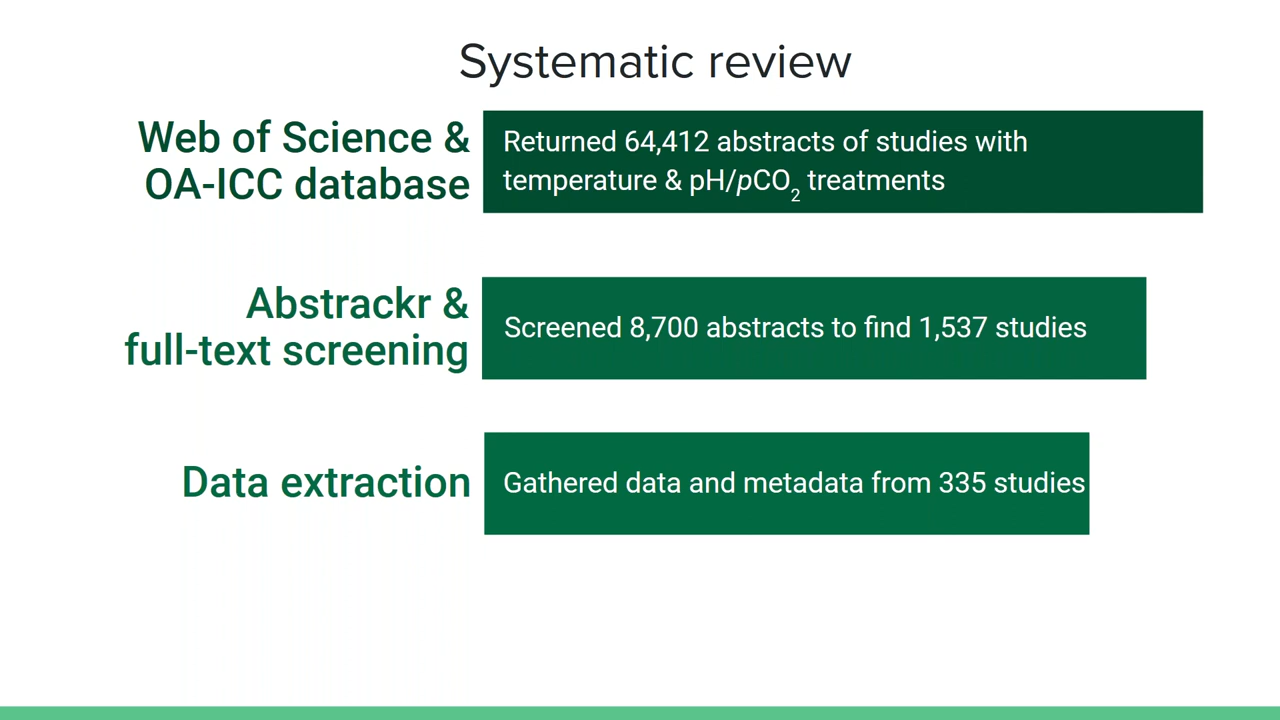 Systematic review
Web of Science &
OA-ICC database
Returned 64,412 abstracts of studies with
temperature & pH/pCO₂ treatments
Abstrackr &
full-text screening
Screened 8,700 abstracts to find 1,537 studies
Data extraction
Gathered data and metadata from 335 studies